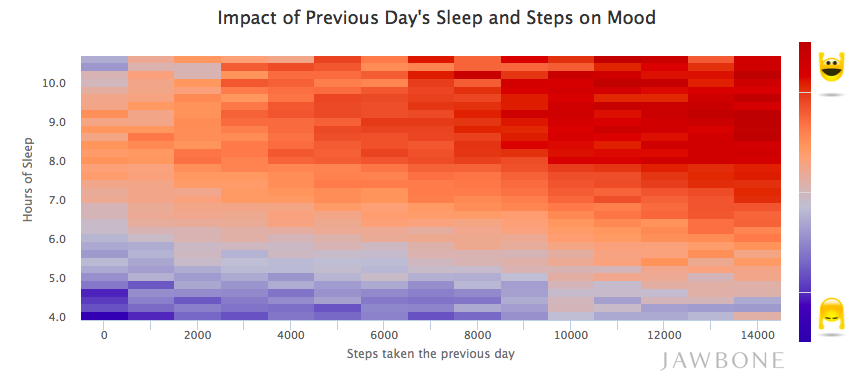 Impact of Previous Day's Sleep and Steps on Mood
Hours of Sleep
10.0
9.0
8.0
7.0
6.0
5.0
4.0
0 2000 4000 6000 8000 10000 12000 14000
Steps taken the previous day
JAWBONE